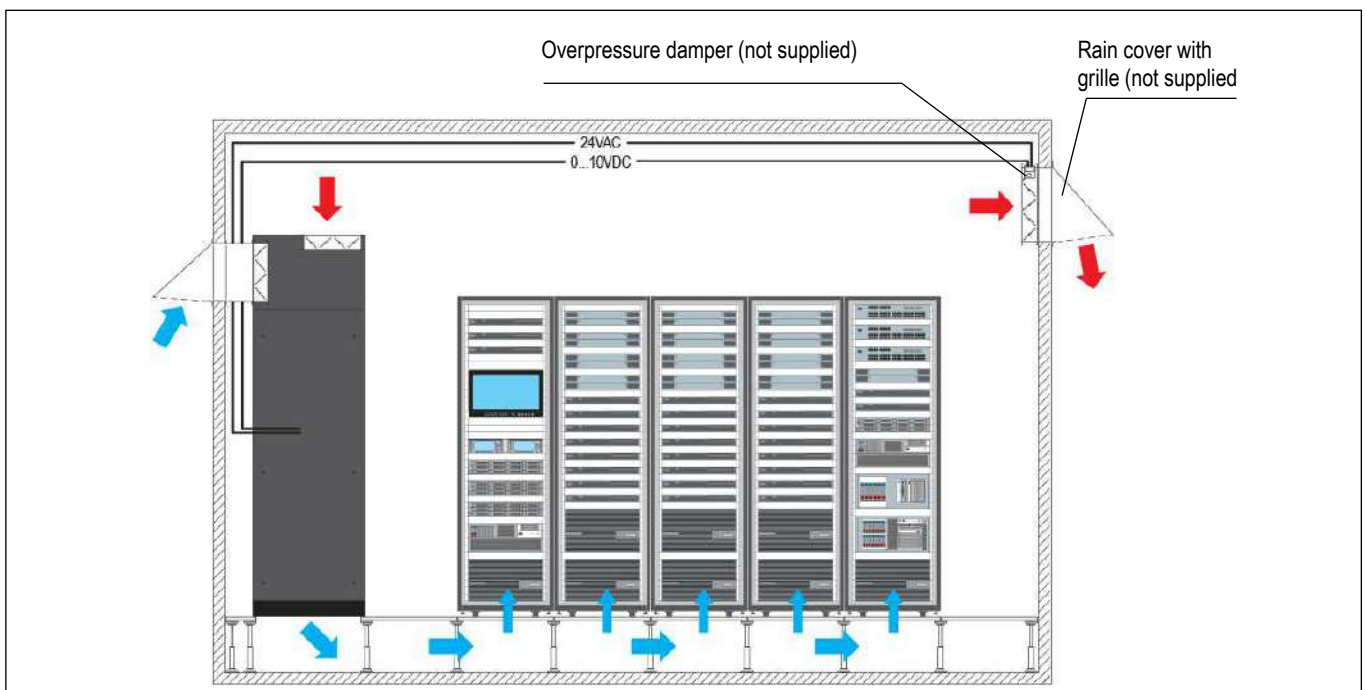 Overpressure damper (not supplied)
Rain cover with
grille (not supplied
24VAC
0...10VDC